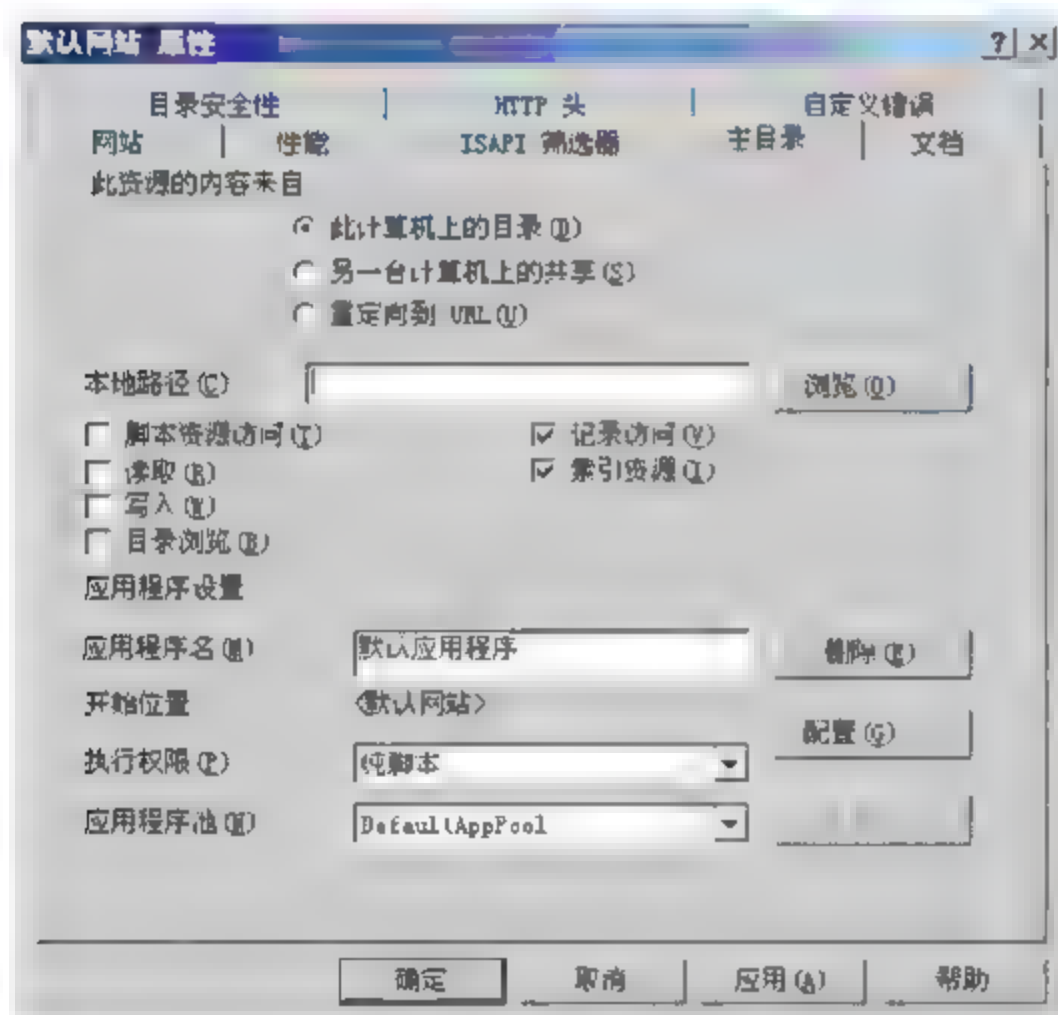 默认网站 属性
目录安全性 HTTP 头 自定义错误
网站 性能 ISAPI 筛选器 主目录 文档
此资源的内容来自
此计算机上的目录(D)
另一台计算机上的共享(S)
重定向到 URL(U)
本地路径(C) 浏览(O)
脚本资源访问(T) 记录访问(V)
读取(R) 索引资源(I)
写入(W)
目录浏览(B)
应用程序设置
应用程序名(M) 默认应用程序 删除(E)
开始位置 <默认网站>
配置(G)
执行权限(P) 纯脚本
应用程序池(N) DefaultAppPool
确定 取消 应用(A) 帮助